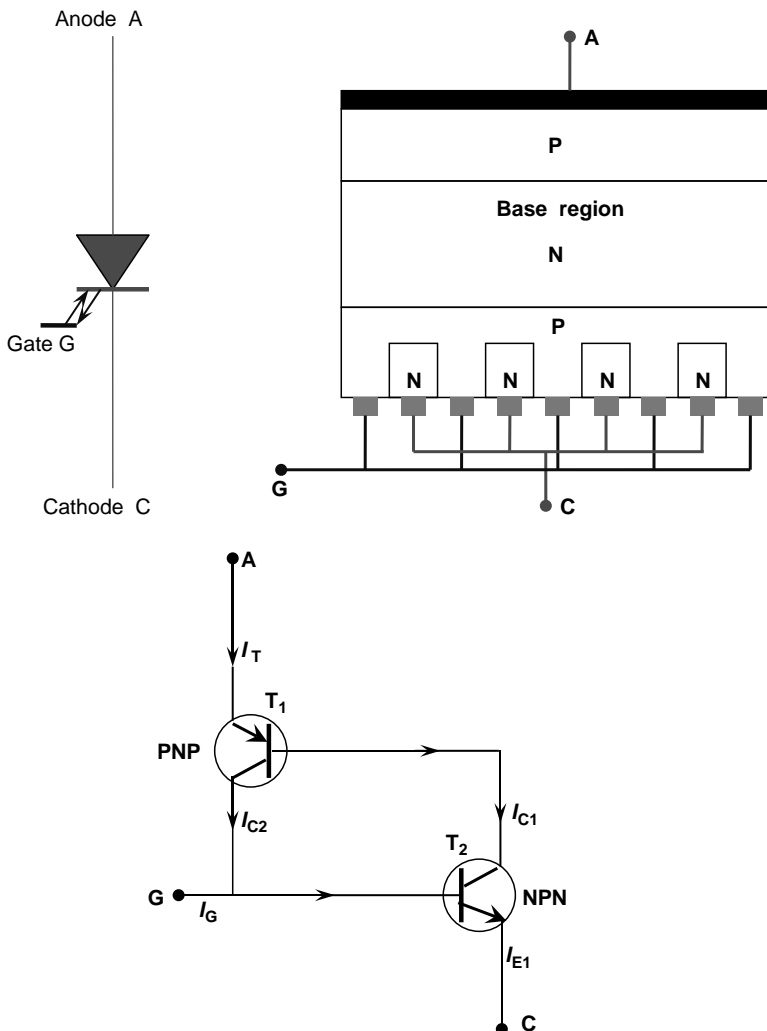 Anode A
Gate G
Cathode C
A
P
Base region
N
P
N N N N
G
C
A
I_T
T_1
PNP
I_C2
I_C1
T_2
G
I_G
NPN
I_E1
C